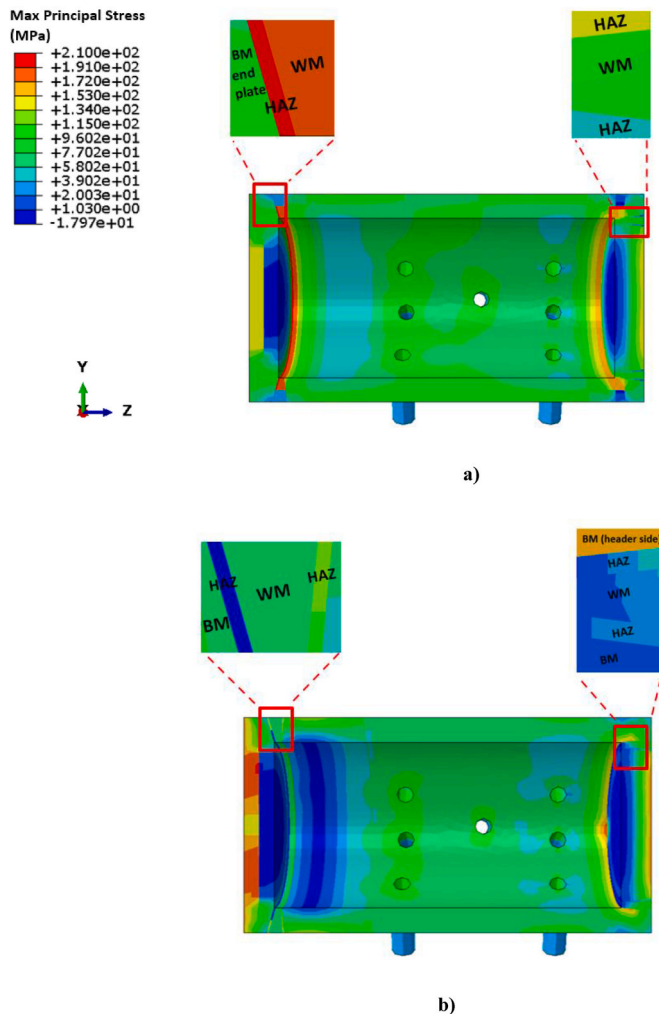 Max Principal Stress
(MPa)
+2.100e+02
+1.910e+02
+1.720e+02
+1.530e+02
+1.340e+02
+1.150e+02
+9.602e+01
+7.702e+01
+5.802e+01
+3.902e+01
+2.003e+01
+1.030e+00
-1.797e+01
BM
end
plate
HAZ
WM
HAZ
WM
HAZ
Y
X
Z
a)
HAZ
WM
HAZ
BM
BM (header side)
HAZ
WM
HAZ
BM
b)